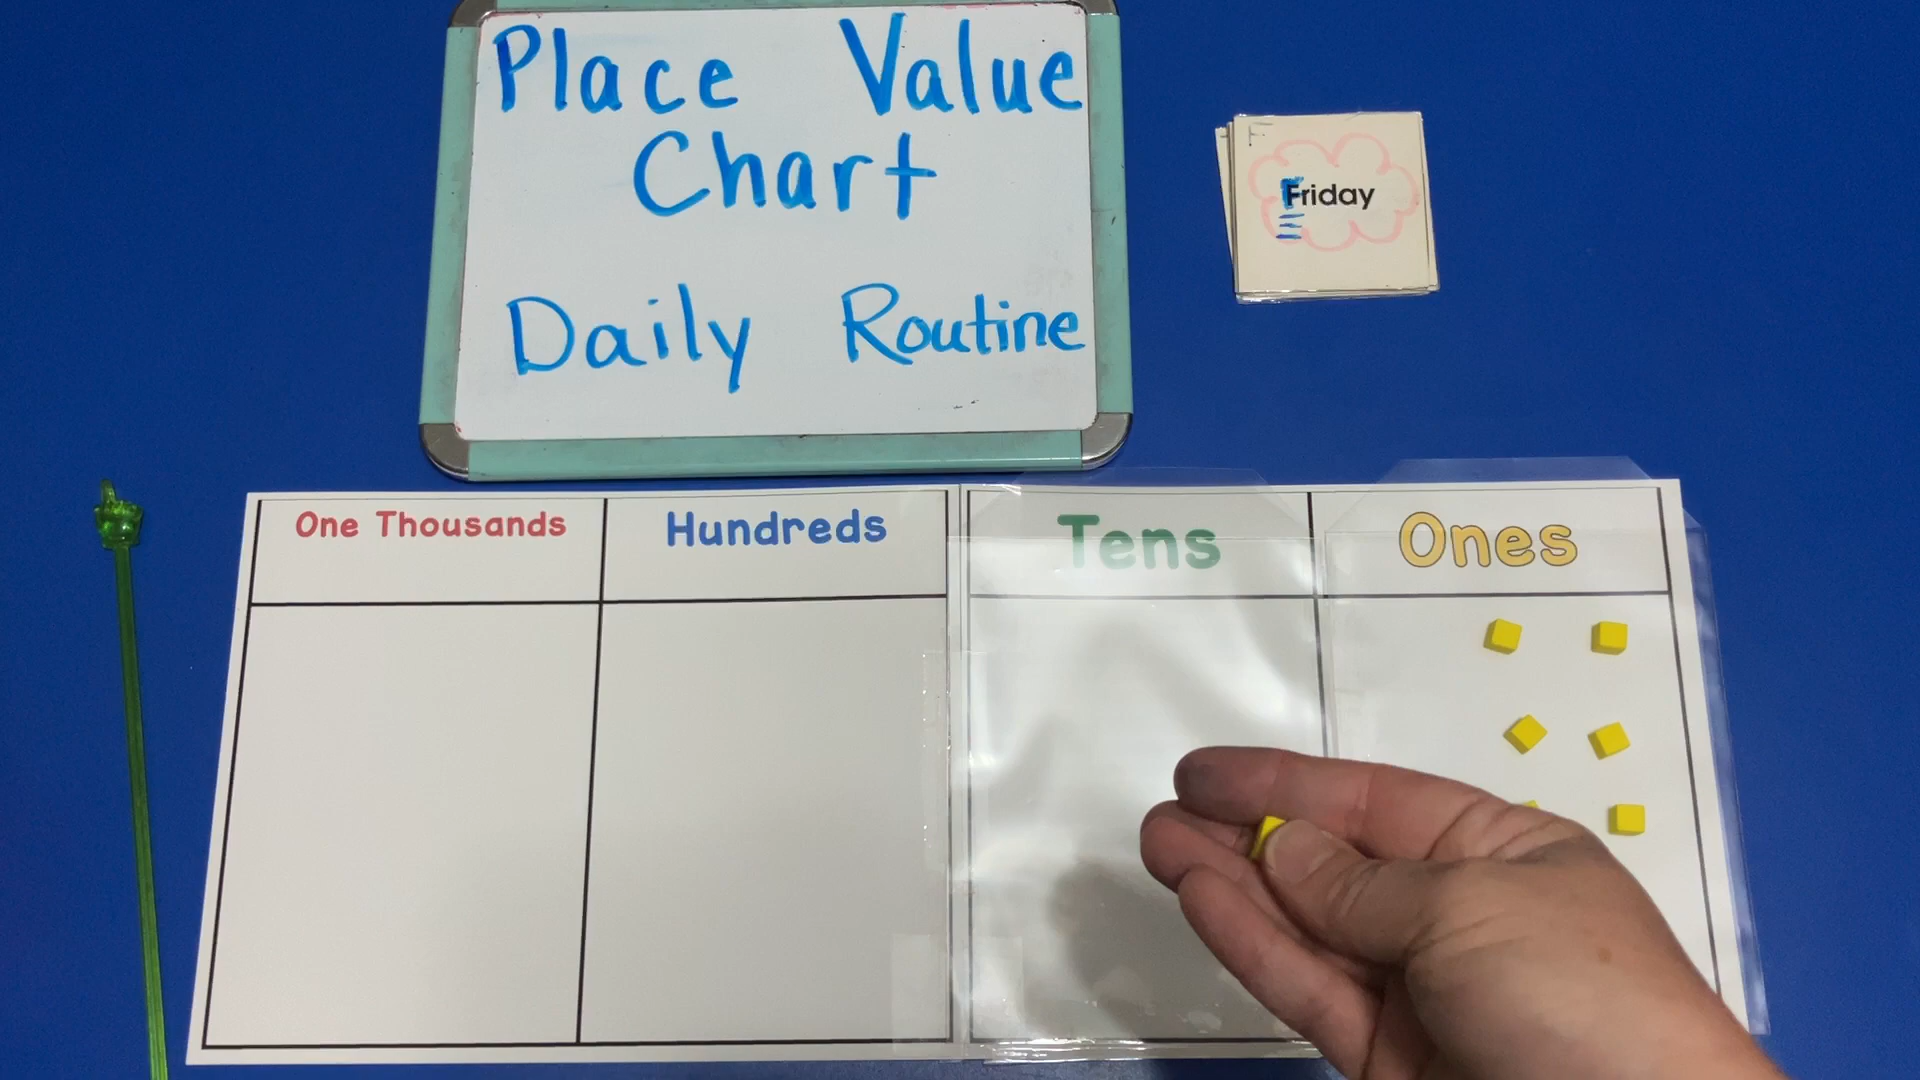 Place Value
Chart
Daily Routine
F
Friday
One Thousands
Hundreds
Tens
Ones